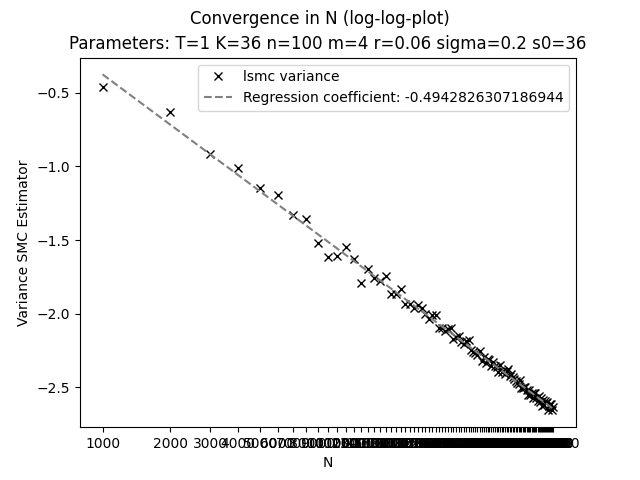 Convergence in N (log-log-plot)
Parameters: T=1 K=36 n=100 m=4 r=0.06 sigma=0.2 s0=36
lsmc variance
Regression coefficient: -0.4942826307186944
Variance SMC Estimator
−0.5
−1.0
−1.5
−2.0
−2.5
1000 2000 3000 4000
N